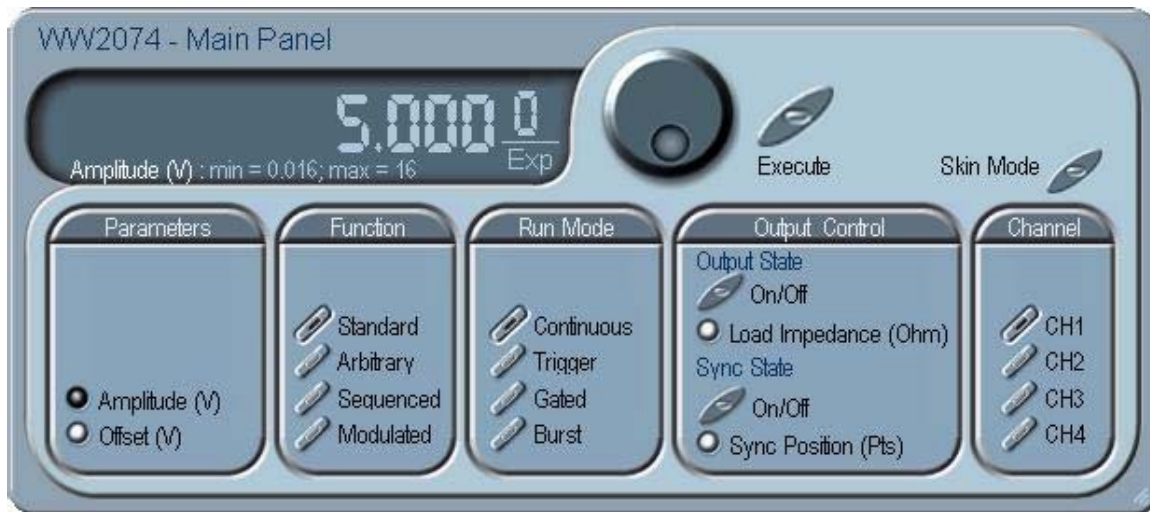 WW2074 - Main Panel
5.000 0
Exp
Amplitude (V) : min = 0.016; max = 16
Execute
Skin Mode
Parameters
Amplitude (V)
Offset (V)
Function
Standard
Arbitrary
Sequenced
Modulated
Run Mode
Continuous
Trigger
Gated
Burst
Output Control
Output State
On/Off
Load Impedance (Ohm)
Sync State
On/Off
Sync Position (Pts)
Channel
CH1
CH2
CH3
CH4